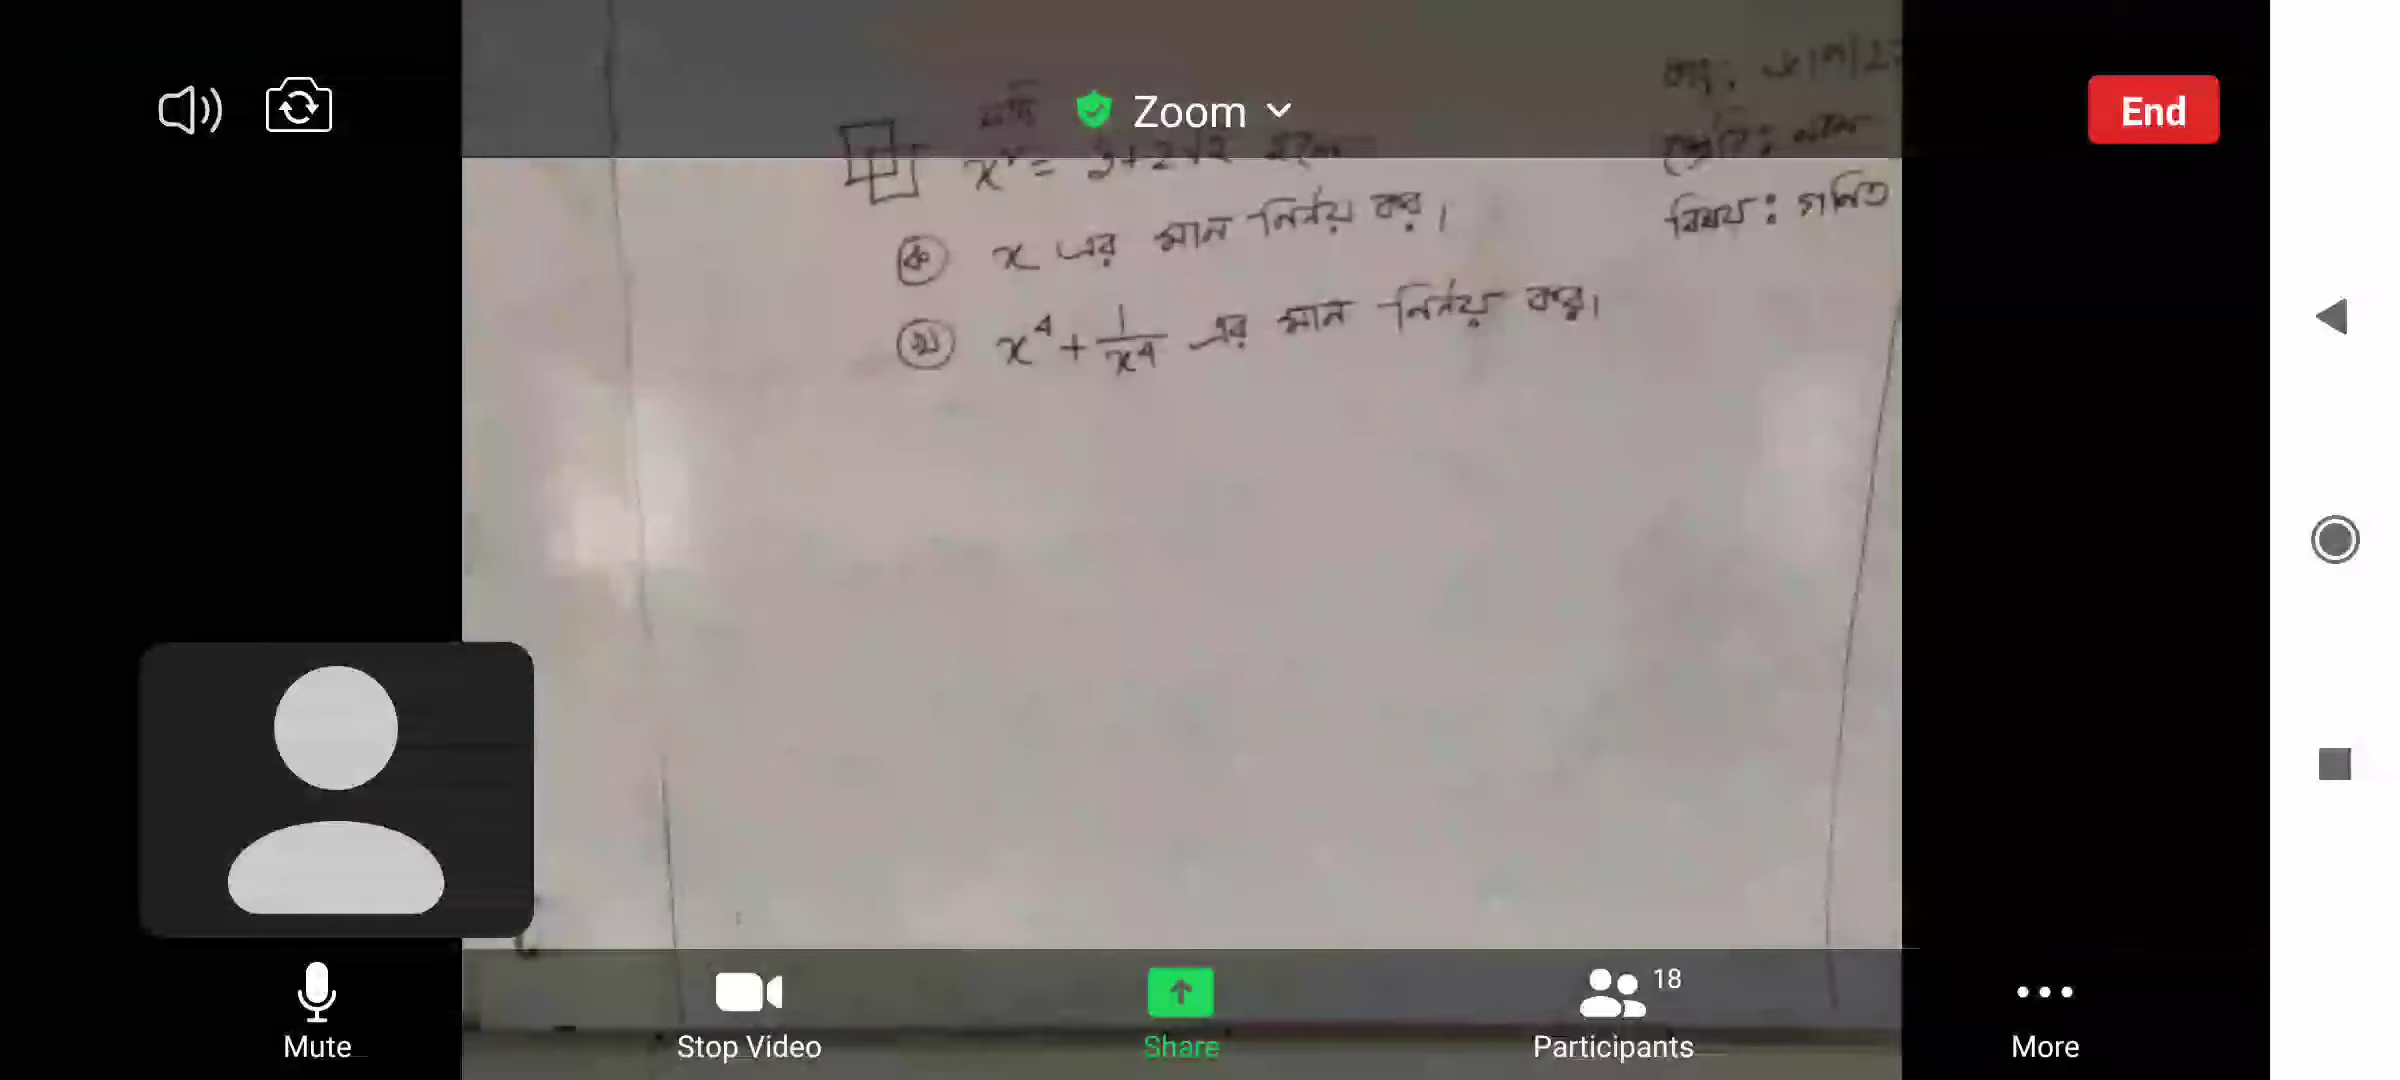 Zoom
End
যদি
x² = 3+2√2 হলে
ক x এর মান নির্ণয় কর।
খ x⁴ + 1/x⁴ এর মান নির্ণয় কর।
বিষয়: গণিত
18
Mute
Stop Video
Share
Participants
More